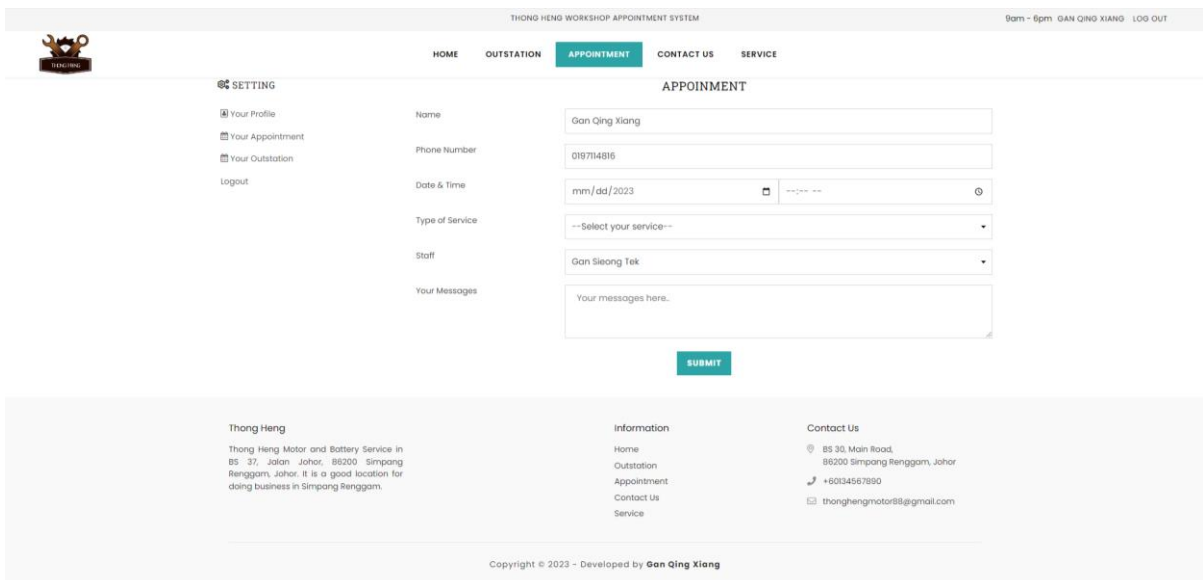 THONG HENG WORKSHOP APPOINTMENT SYSTEM
9am - 6pm GAN QING XIANG LOG OUT
THONG HENG
HOME OUTSTATION APPOINTMENT CONTACT US SERVICE
SETTING
Your Profile
Your Appointment
Your Outstation
Logout
APPOINMENT
Name
Gan Qing Xiang
Phone Number
0197114816
Date & Time
mm/dd/2023
--:-- --
Type of Service
--Select your service--
Staff
Gan Sieong Tek
Your Messages
Your messages here..
SUBMIT
Thong Heng
Thong Heng Motor and Battery Service in
BS 37, Jalan Johor, 86200 Simpang
Renggam, Johor. It is a good location for
doing business in Simpang Renggam.
Information
Home
Outstation
Appointment
Contact Us
Service
Contact Us
BS 30, Main Road,
86200 Simpang Renggam, Johor
+60134567890
thonghengmotor88@gmail.com
Copyright © 2023 - Developed by Gan Qing Xiang